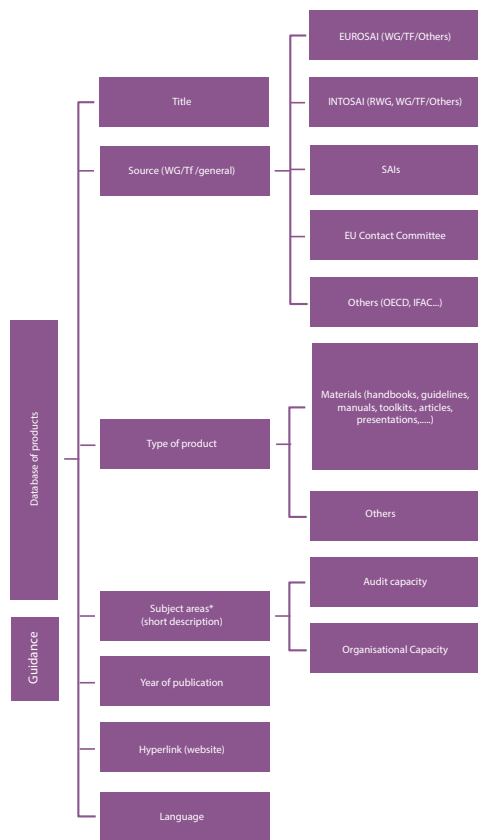 Database of products
Guidance
Title
Source (WG/Tf /general)
EUROSAI (WG/TF/Others)
INTOSAI (RWG, WG/TF/Others)
SAIs
EU Contact Committee
Others (OECD, IFAC...)
Type of product
Materials (handbooks, guidelines,
manuals, toolkits., articles,
presentations,.....)
Others
Subject areas*
(short description)
Audit capacity
Organisational Capacity
Year of publication
Hyperlink (website)
Language